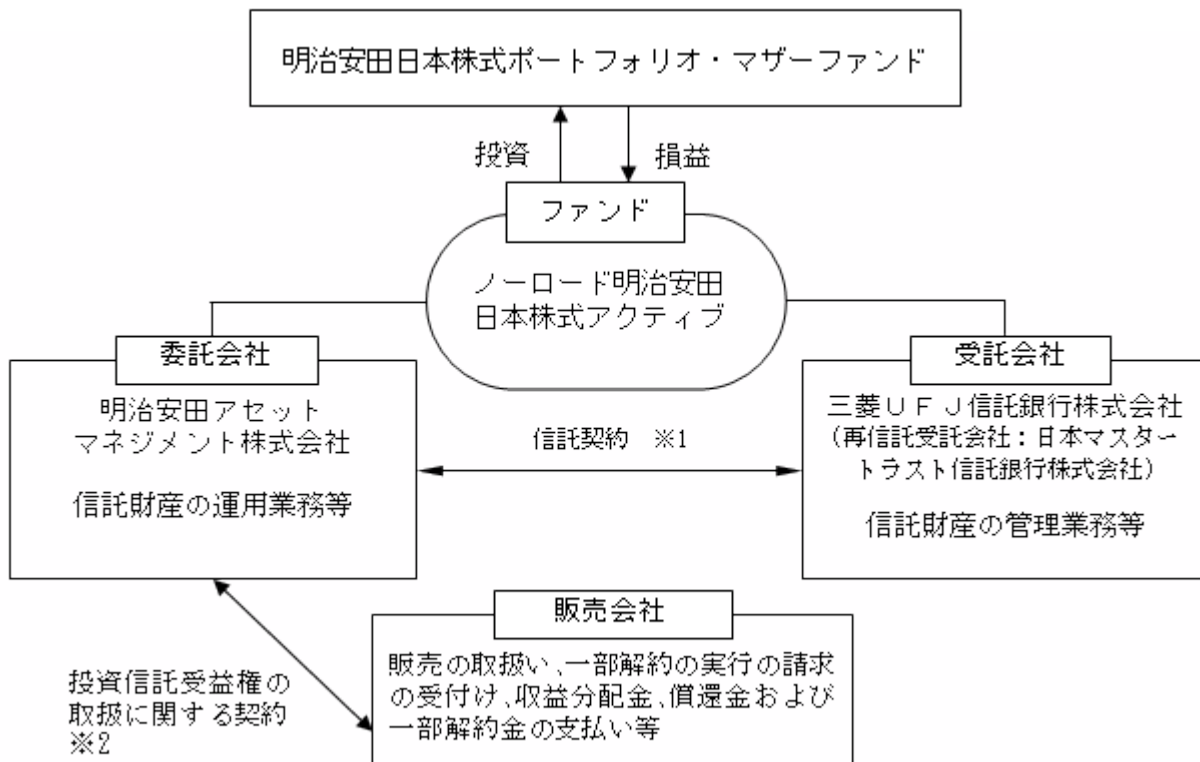 明治安田日本株式ポートフォリオ・マザーファンド
投資
損益
ファンド
ノーロード明治安田
日本株式アクティブ
委託会社
明治安田アセット
マネジメント株式会社
信託財産の運用業務等
信託契約 ※1
受託会社
三菱UFJ信託銀行株式会社
(再信託受託会社:日本マスター
トラスト信託銀行株式会社)
信託財産の管理業務等
投資信託受益権の
取扱に関する契約
※2
販売会社
販売の取扱い、一部解約の実行の請求
の受付け、収益分配金、償還金および
一部解約金の支払い等